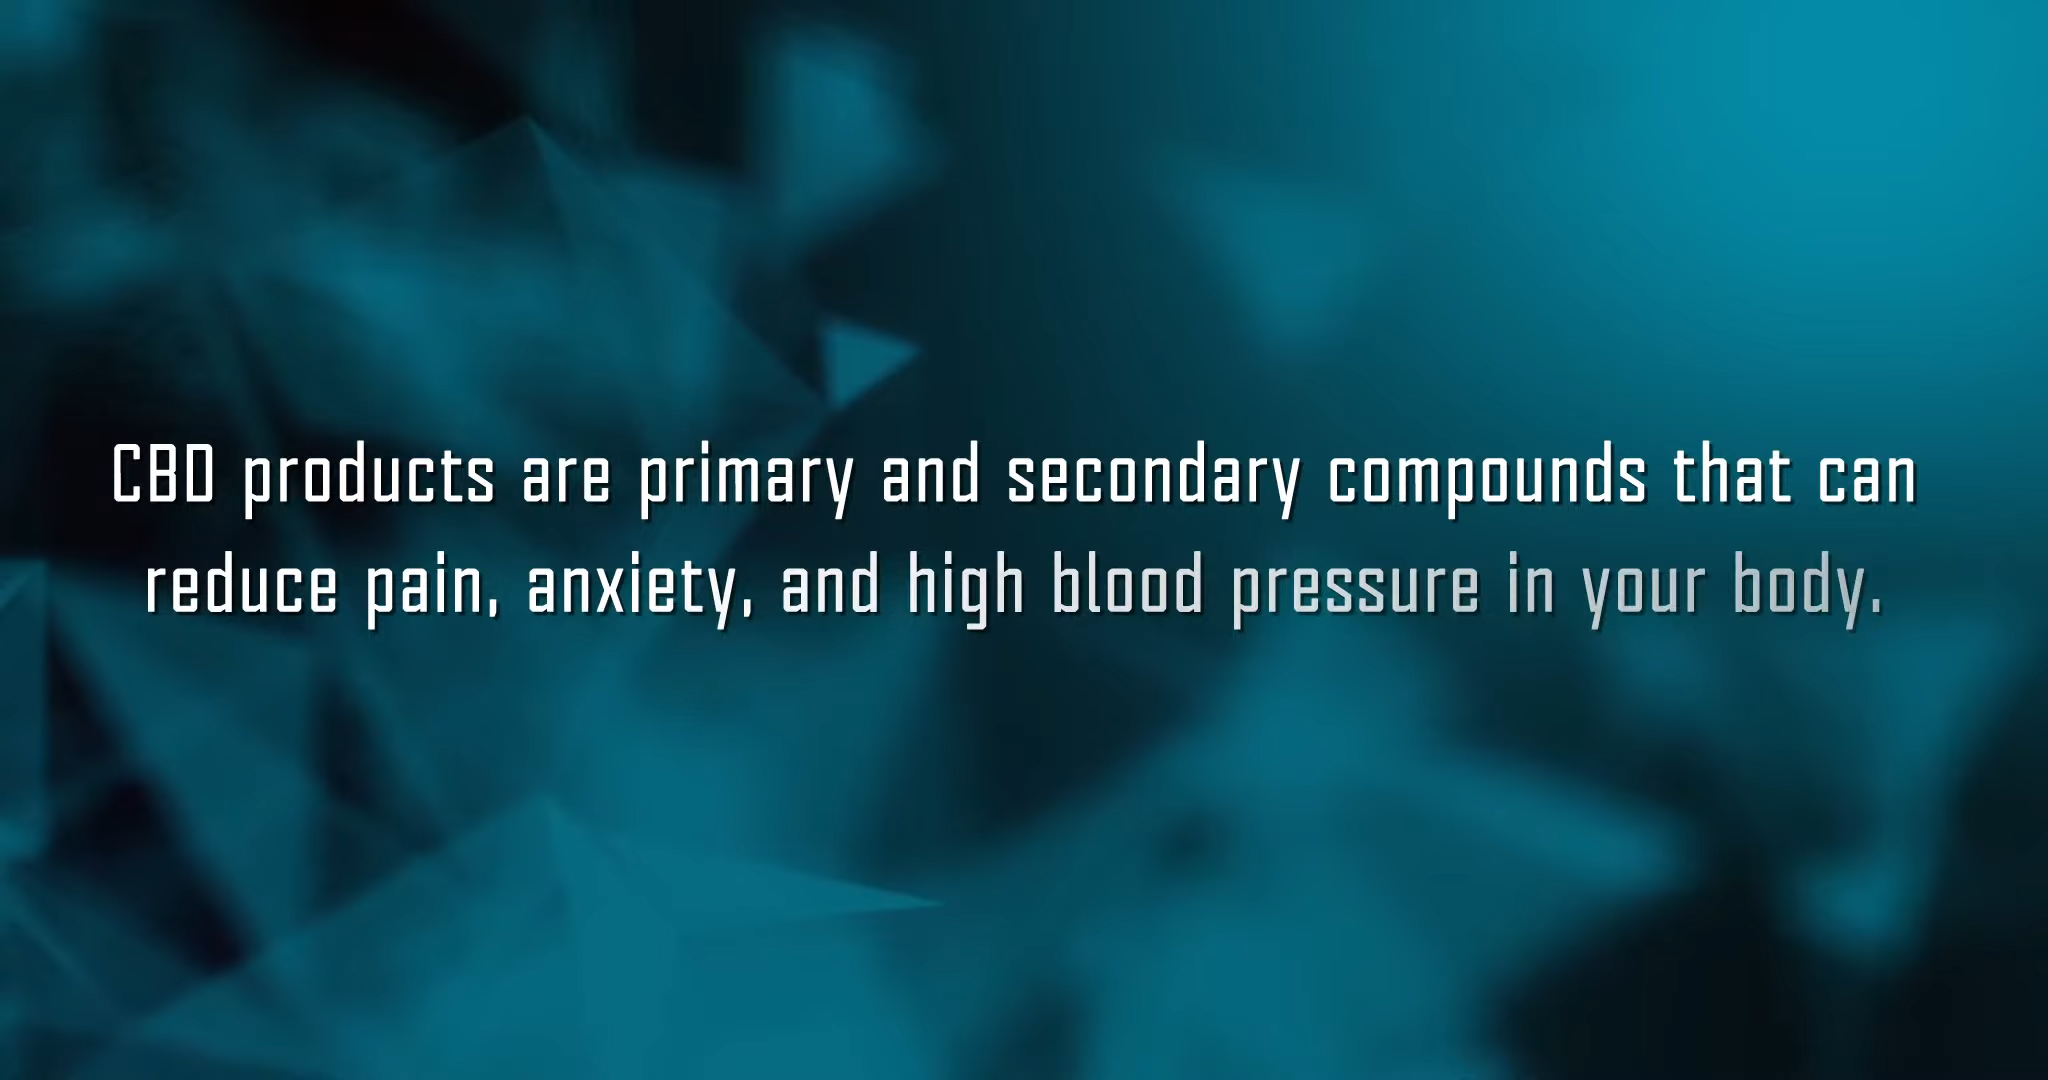 CBD products are primary and secondary compounds that can
reduce pain, anxiety, and high blood pressure in your body.